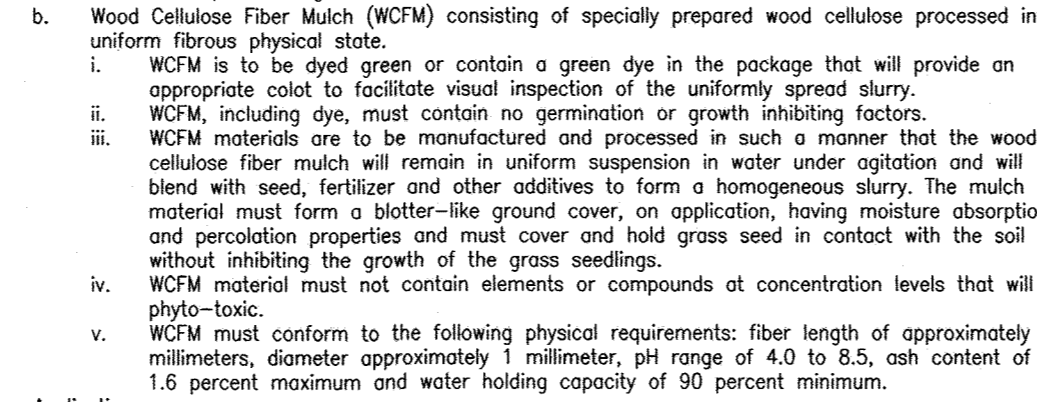 b. Wood Cellulose Fiber Mulch (WCFM) consisting of specially prepared wood cellulose processed in
uniform fibrous physical state.
i. WCFM is to be dyed green or contain a green dye in the package that will provide an
appropriate colot to facilitate visual inspection of the uniformly spread slurry.
ii. WCFM, including dye, must contain no germination or growth inhibiting factors.
iii. WCFM materials are to be manufactured and processed in such a manner that the wood
cellulose fiber mulch will remain in uniform suspension in water under agitation and will
blend with seed, fertilizer and other additives to form a homogeneous slurry. The mulch
material must form a blotter-like ground cover, on application, having moisture absorptio
and percolation properties and must cover and hold grass seed in contact with the soil
without inhibiting the growth of the grass seedlings.
iv. WCFM material must not contain elements or compounds at concentration levels that will
phyto-toxic.
v. WCFM must conform to the following physical requirements: fiber length of approximately
millimeters, diameter approximately 1 millimeter, pH range of 4.0 to 8.5, ash content of
1.6 percent maximum and water holding capacity of 90 percent minimum.